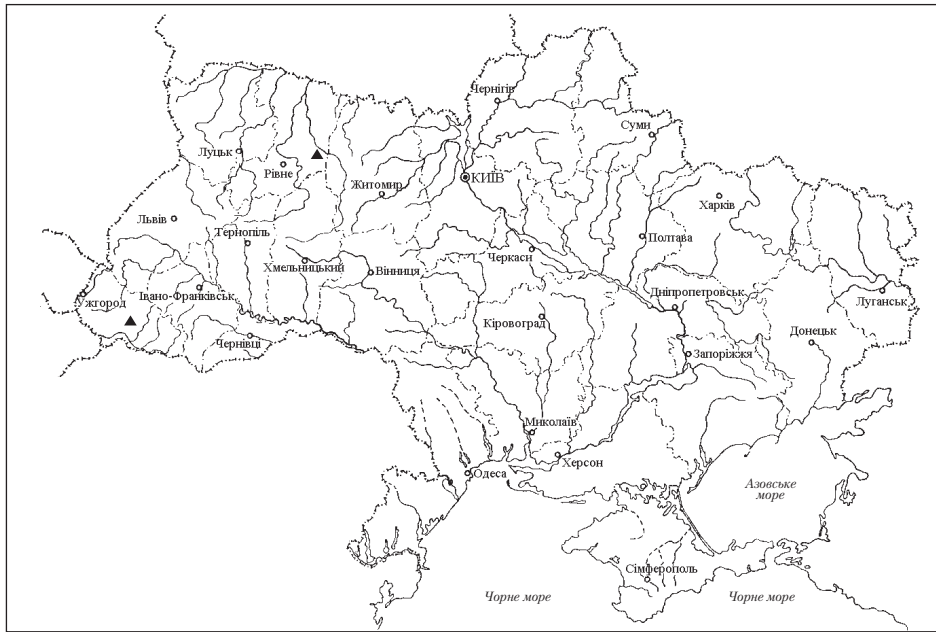 Чернігів
Суми
Луцьк
Рівне
КИЇВ
Житомир
Харків
Львів
Тернопіль
Полтава
Черкаси
Хмельницький
Вінниця
Ужгород
Івано-Франківськ
Дніпропетровськ
Луганськ
Кіровоград
Донецьк
Чернівці
Запоріжжя
Миколаїв
Херсон
Одеса
Азовське
море
Сімферополь
Чорне море
Чорне море